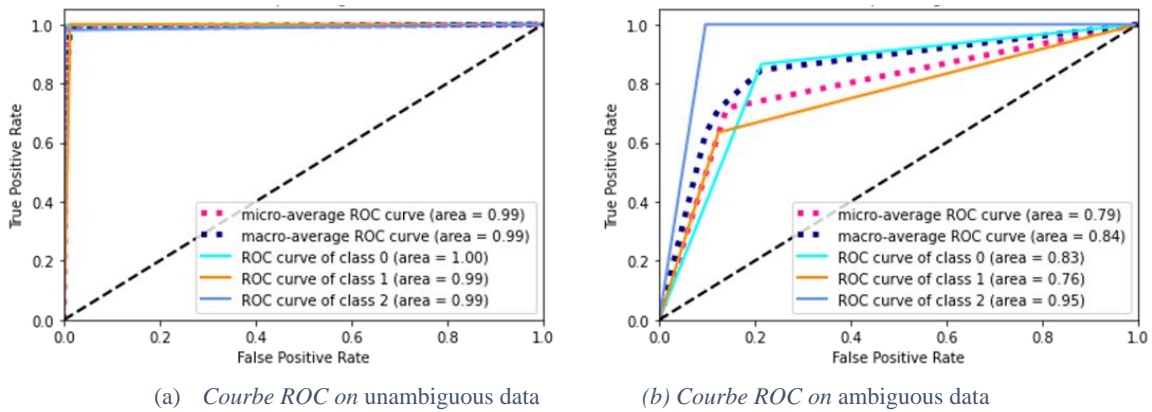 1.0
0.8
0.6
0.4
0.2
0.0
True Positive Rate
micro-average ROC curve (area = 0.99)
macro-average ROC curve (area = 0.99)
ROC curve of class 0 (area = 1.00)
ROC curve of class 1 (area = 0.99)
ROC curve of class 2 (area = 0.99)
0.0 0.2 0.4 0.6 0.8 1.0
False Positive Rate
1.0
0.8
0.6
0.4
0.2
0.0
True Positive Rate
micro-average ROC curve (area = 0.79)
macro-average ROC curve (area = 0.84)
ROC curve of class 0 (area = 0.83)
ROC curve of class 1 (area = 0.76)
ROC curve of class 2 (area = 0.95)
0.0 0.2 0.4 0.6 0.8 1.0
False Positive Rate
(a) Courbe ROC on unambiguous data
(b) Courbe ROC on ambiguous data